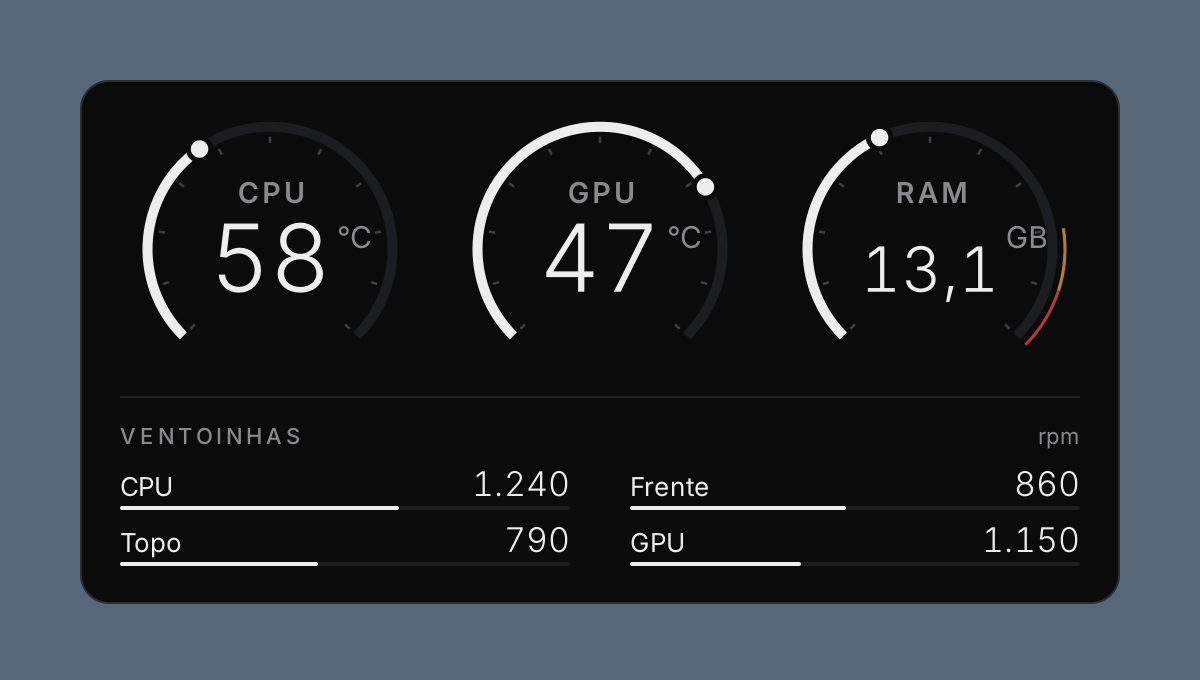 CPU
58 °C
GPU
47 °C
RAM
13,1 GB
VENTOINHAS rpm
CPU 1.240
Frente 860
Topo 790
GPU 1.150